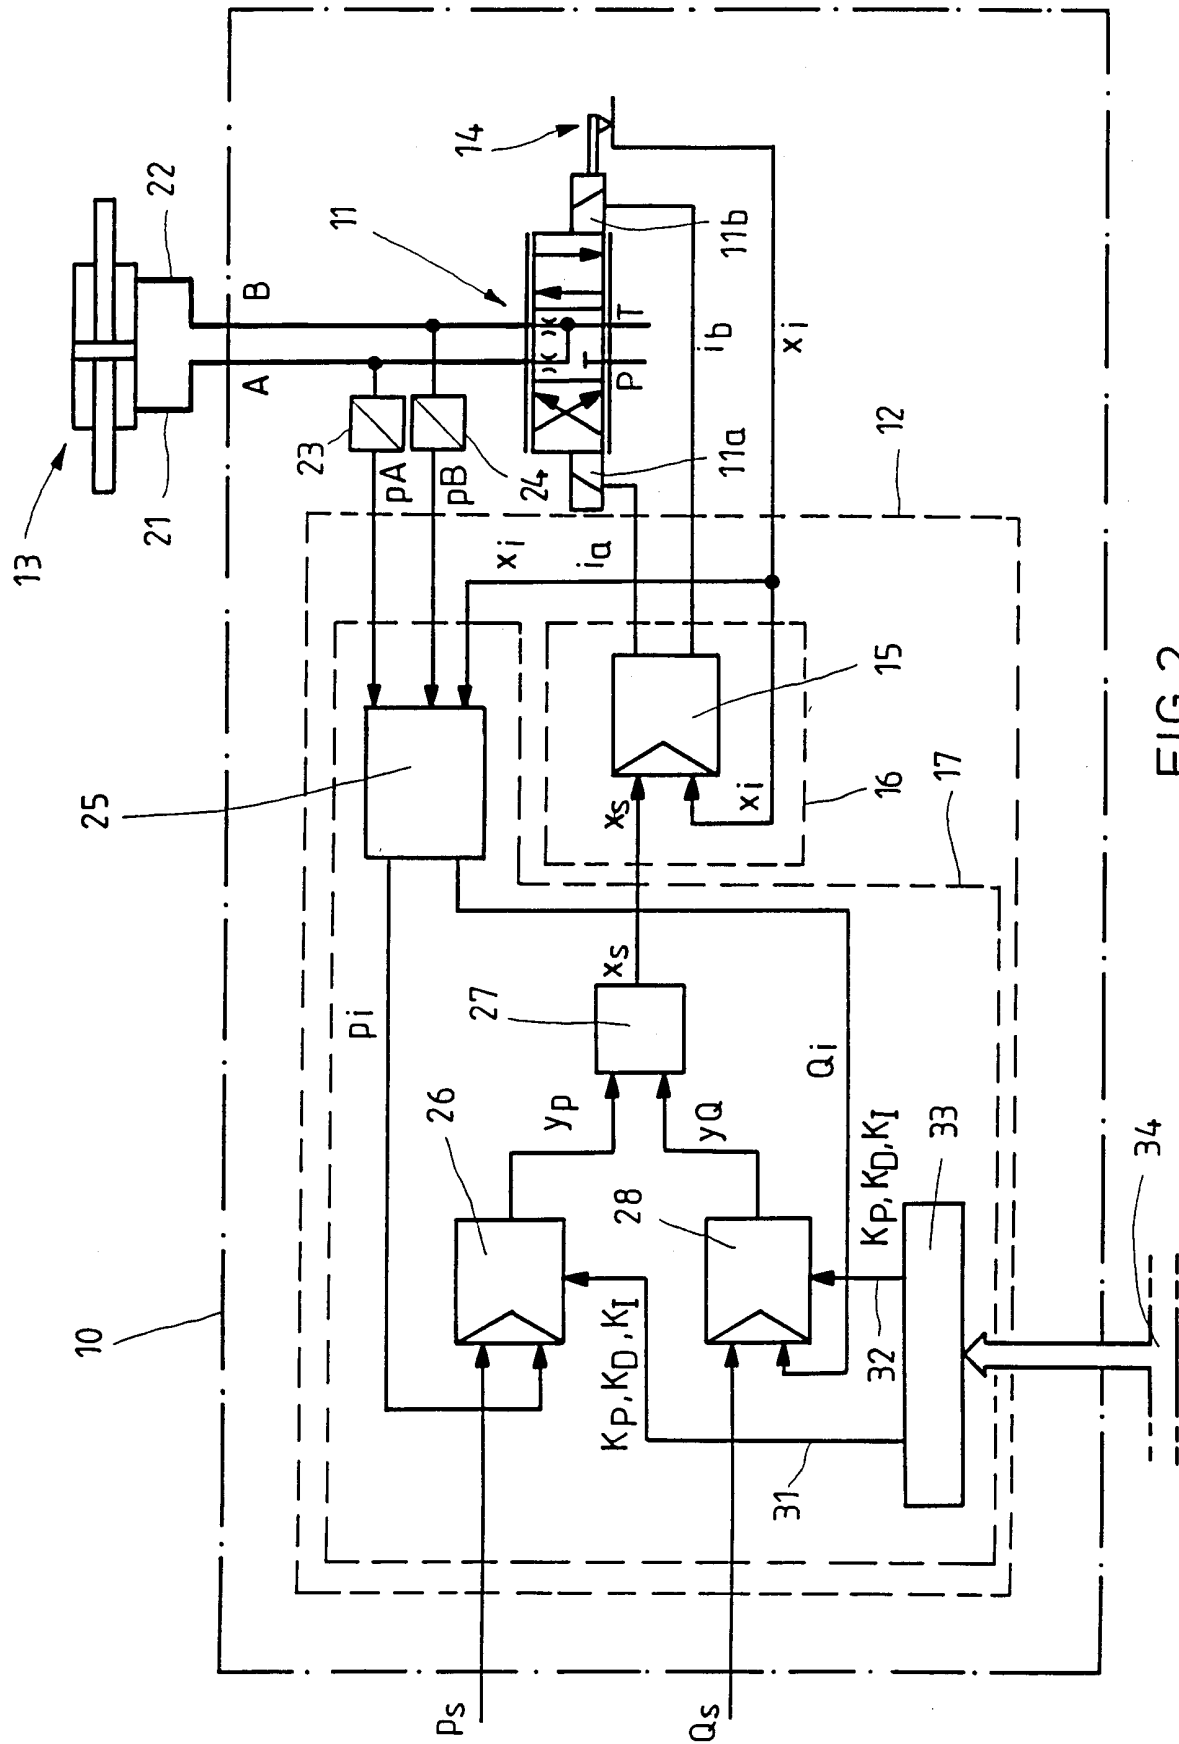 13
21
22
A
B
11
14
23
pA
24
pB
P
T
11a
11b
xi
ia
ib
xi
12
25
15
xs
xi
16
17
10
pi
27
xs
26
yp
yQ
Qi
28
KP,KD,KI
KP,KD,KI
33
32
31
34
Ps
Qs
FIG.2